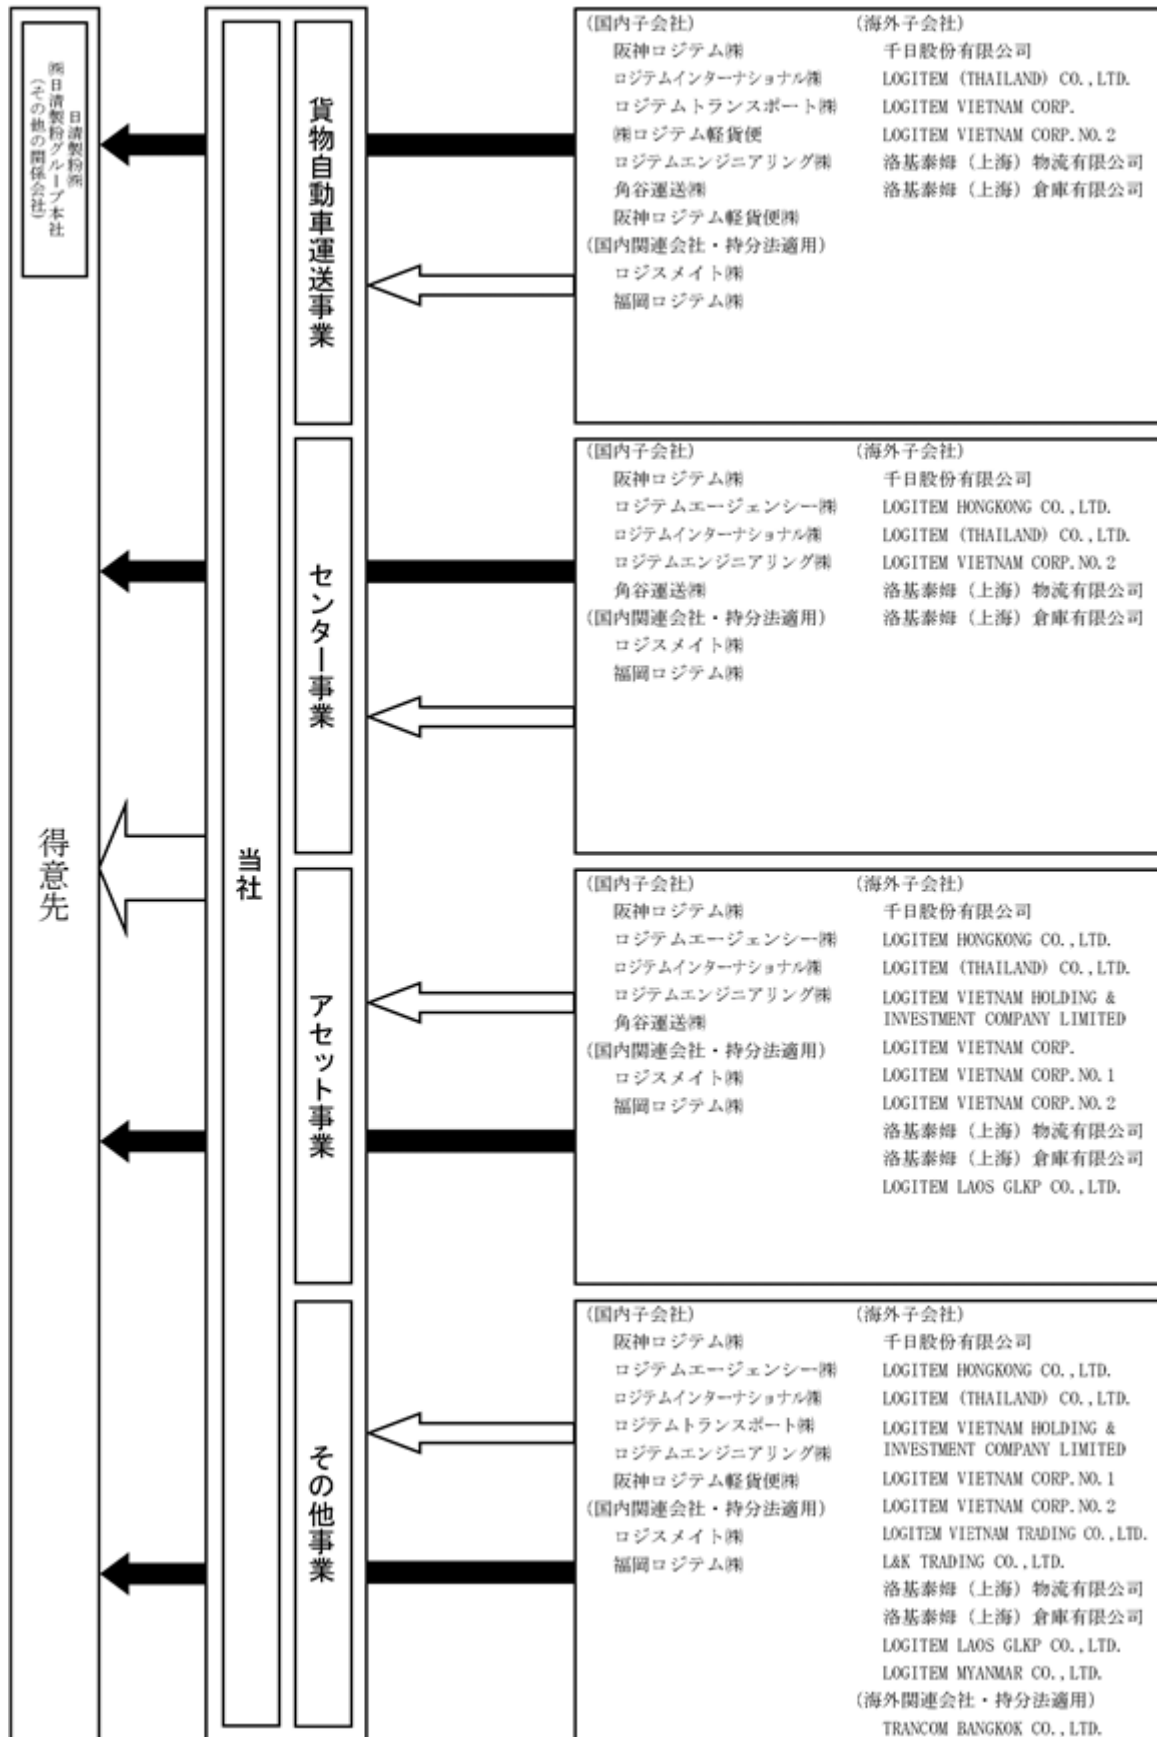 日清製粉㈱
㈱日清製粉グループ本社
(その他の関係会社)
得意先
当社
貨物自動車運送事業
(国内子会社)
阪神ロジテム㈱
ロジテムインターナショナル㈱
ロジテムトランスポート㈱
㈱ロジテム軽貨便
ロジテムエンジニアリング㈱
角谷運送㈱
阪神ロジテム軽貨便㈱
(国内関連会社・持分法適用)
ロジスメイト㈱
福岡ロジテム㈱
(海外子会社)
千日股份有限公司
LOGITEM (THAILAND) CO.,LTD.
LOGITEM VIETNAM CORP.
LOGITEM VIETNAM CORP.NO.2
洛基泰姆（上海）物流有限公司
洛基泰姆（上海）倉庫有限公司
センター事業
(国内子会社)
阪神ロジテム㈱
ロジテムエージェンシー㈱
ロジテムインターナショナル㈱
ロジテムエンジニアリング㈱
角谷運送㈱
(国内関連会社・持分法適用)
ロジスメイト㈱
福岡ロジテム㈱
(海外子会社)
千日股份有限公司
LOGITEM HONGKONG CO.,LTD.
LOGITEM (THAILAND) CO.,LTD.
LOGITEM VIETNAM CORP.NO.2
洛基泰姆（上海）物流有限公司
洛基泰姆（上海）倉庫有限公司
アセット事業
(国内子会社)
阪神ロジテム㈱
ロジテムエージェンシー㈱
ロジテムインターナショナル㈱
ロジテムエンジニアリング㈱
角谷運送㈱
(国内関連会社・持分法適用)
ロジスメイト㈱
福岡ロジテム㈱
(海外子会社)
千日股份有限公司
LOGITEM HONGKONG CO.,LTD.
LOGITEM (THAILAND) CO.,LTD.
LOGITEM VIETNAM HOLDING &
INVESTMENT COMPANY LIMITED
LOGITEM VIETNAM CORP.
LOGITEM VIETNAM CORP.NO.1
LOGITEM VIETNAM CORP.NO.2
洛基泰姆（上海）物流有限公司
洛基泰姆（上海）倉庫有限公司
LOGITEM LAOS GLKP CO.,LTD.
その他事業
(国内子会社)
阪神ロジテム㈱
ロジテムエージェンシー㈱
ロジテムインターナショナル㈱
ロジテムトランスポート㈱
ロジテムエンジニアリング㈱
阪神ロジテム軽貨便㈱
(国内関連会社・持分法適用)
ロジスメイト㈱
福岡ロジテム㈱
(海外子会社)
千日股份有限公司
LOGITEM HONGKONG CO.,LTD.
LOGITEM (THAILAND) CO.,LTD.
LOGITEM VIETNAM HOLDING &
INVESTMENT COMPANY LIMITED
LOGITEM VIETNAM CORP.NO.1
LOGITEM VIETNAM CORP.NO.2
LOGITEM VIETNAM TRADING CO.,LTD.
L&K TRADING CO.,LTD.
洛基泰姆（上海）物流有限公司
洛基泰姆（上海）倉庫有限公司
LOGITEM LAOS GLKP CO.,LTD.
LOGITEM MYANMAR CO.,LTD.
(海外関連会社・持分法適用)
TRANCOM BANGKOK CO.,LTD.